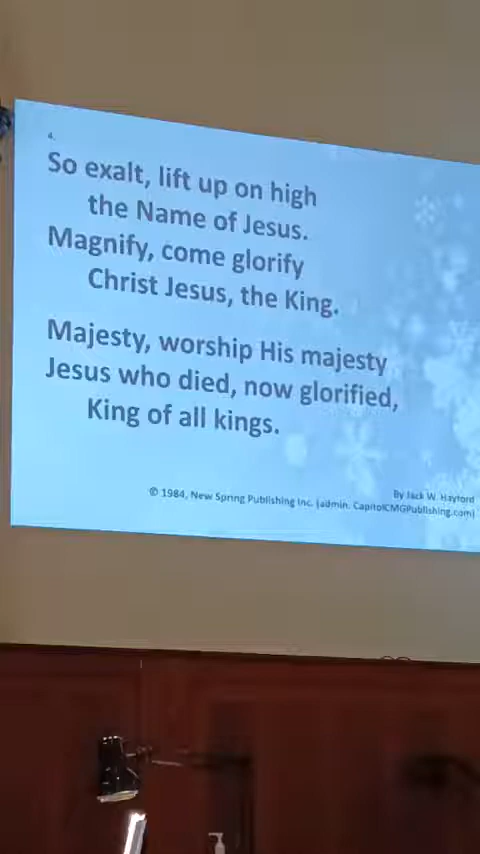 4.
So exalt, lift up on high
the Name of Jesus.
Magnify, come glorify
Christ Jesus, the King.
Majesty, worship His majesty
Jesus who died, now glorified,
King of all kings.
By Jack W. Hayford
© 1984, New Spring Publishing Inc. (admin. CapitolCMGPublishing.com)